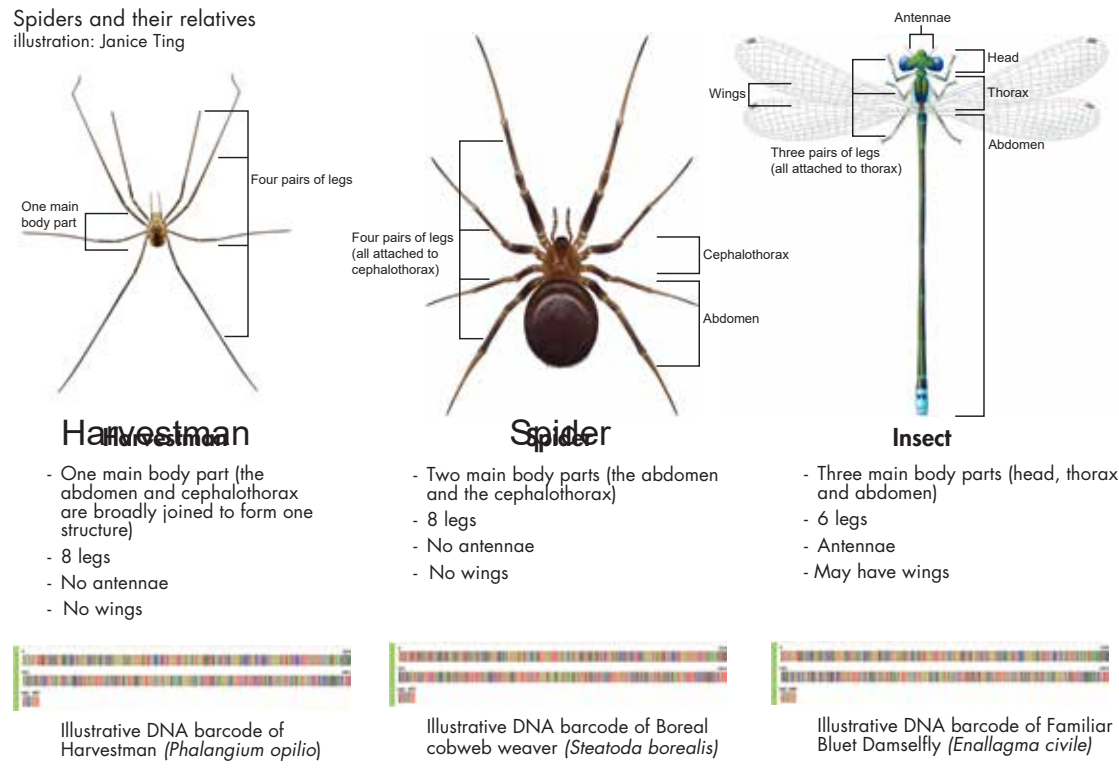 Spiders and their relatives
illustration: Janice Ting
One main
body part
Four pairs of legs
Four pairs of legs
(all attached to
cephalothorax)
Cephalothorax
Abdomen
Antennae
Head
Wings
Thorax
Three pairs of legs
(all attached to thorax)
Abdomen
Harvestman
Harvestman
- One main body part (the
abdomen and cephalothorax
are broadly joined to form one
structure)
- 8 legs
- No antennae
- No wings
Spider
Spider
- Two main body parts (the abdomen
and the cephalothorax)
- 8 legs
- No antennae
- No wings
Insect
- Three main body parts (head, thorax
and abdomen)
- 6 legs
- Antennae
- May have wings
Illustrative DNA barcode of
Harvestman (Phalangium opilio)
Illustrative DNA barcode of Boreal
cobweb weaver (Steatoda borealis)
Illustrative DNA barcode of Familiar
Bluet Damselfly (Enallagma civile)